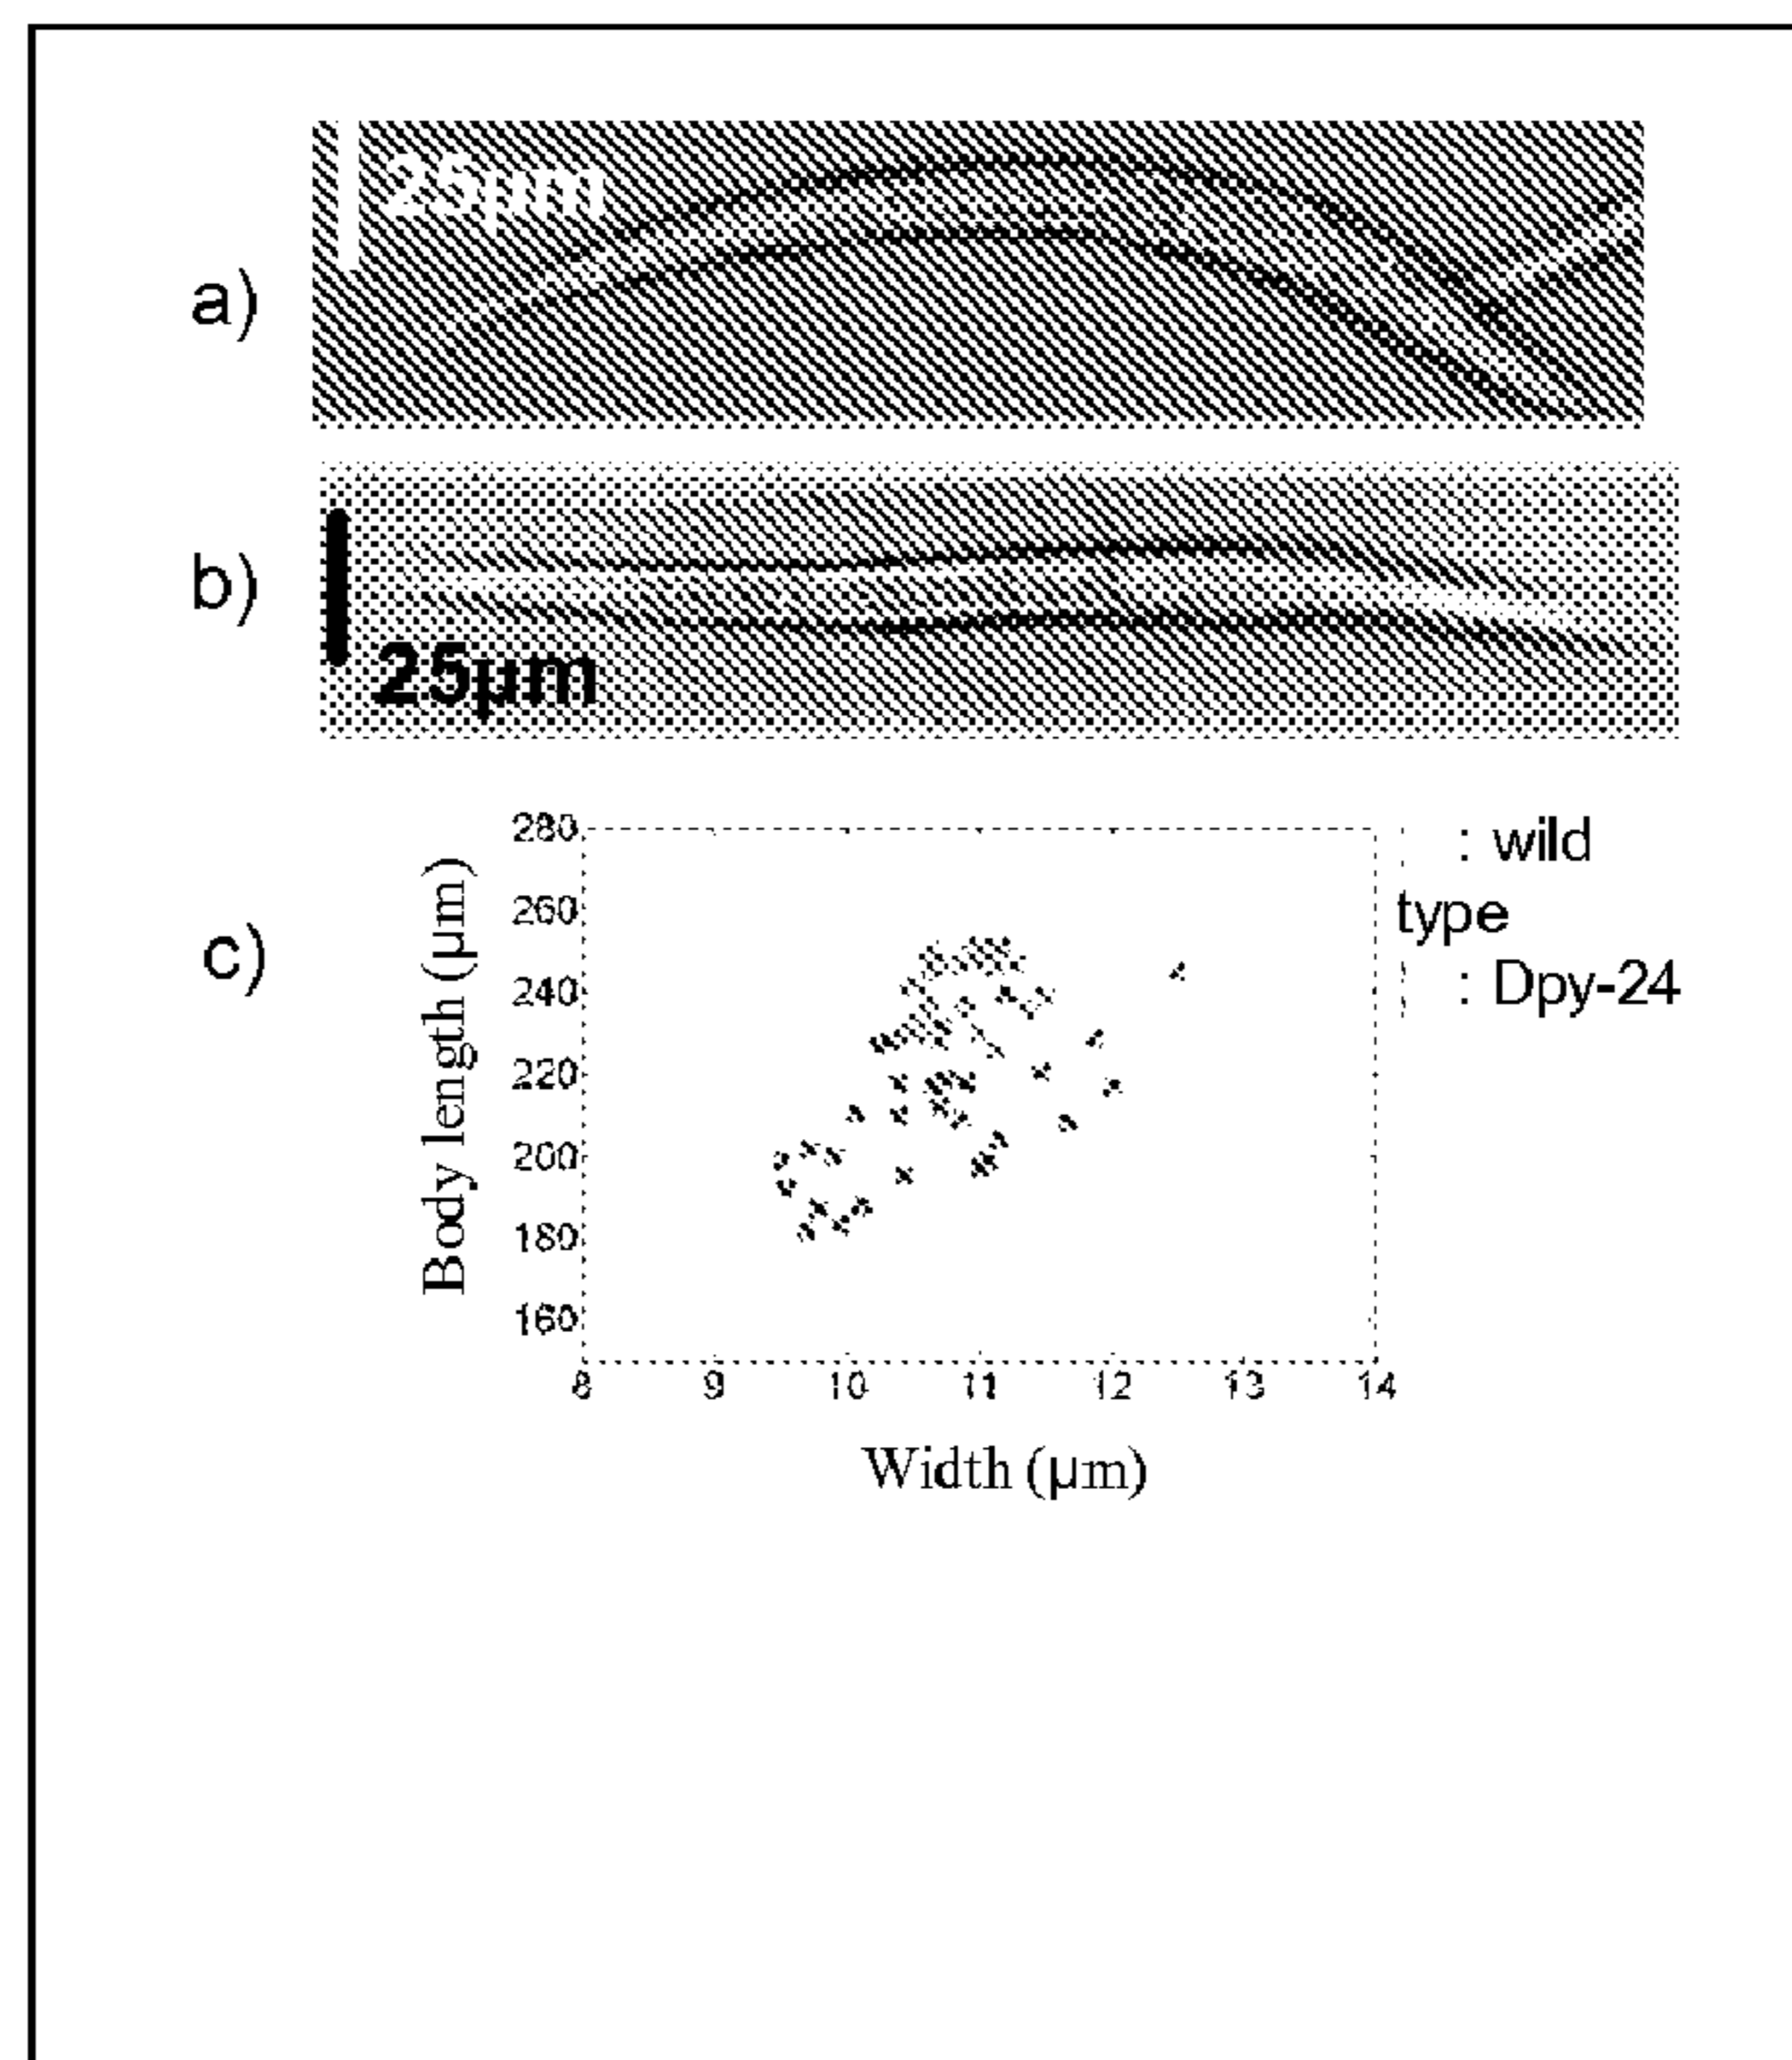 25µm
a)
b)
25µm
c)
280
260
240
220
200
180
160
Body length (µm)
8 9 10 11 12 13 14
Width (µm)
: wild
type
: Dpy-24